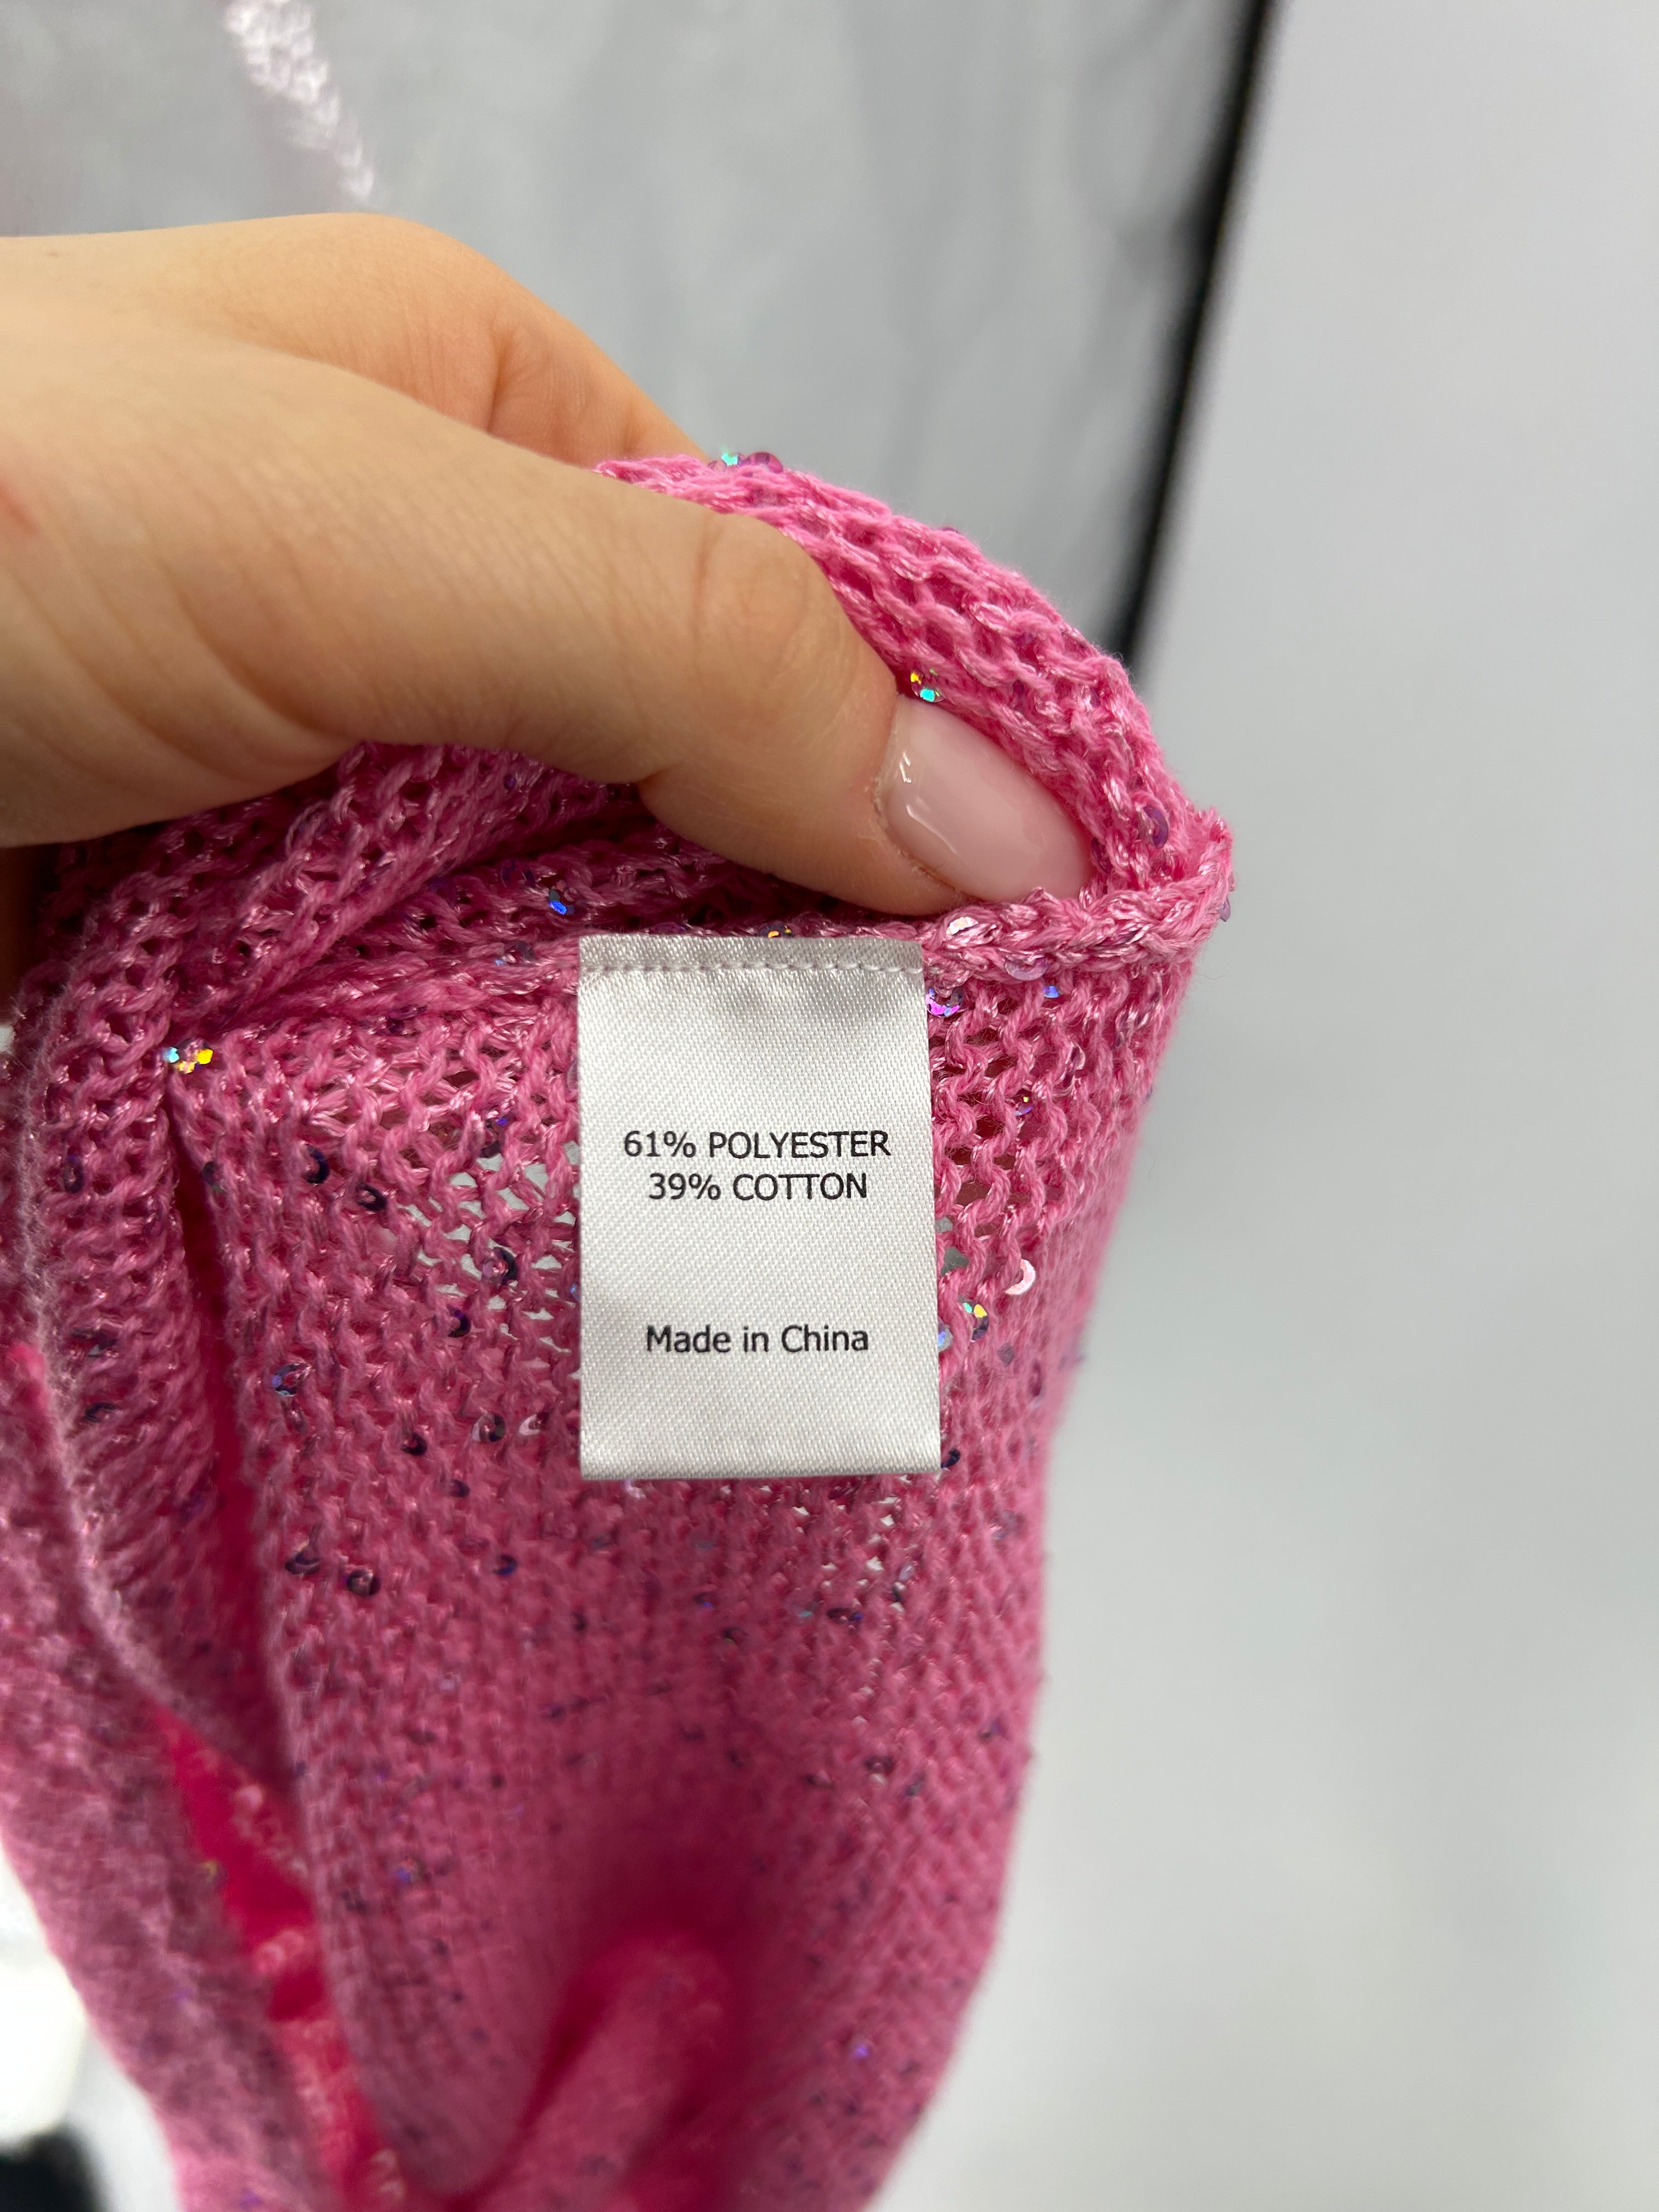 61% POLYESTER
39% COTTON
Made in China